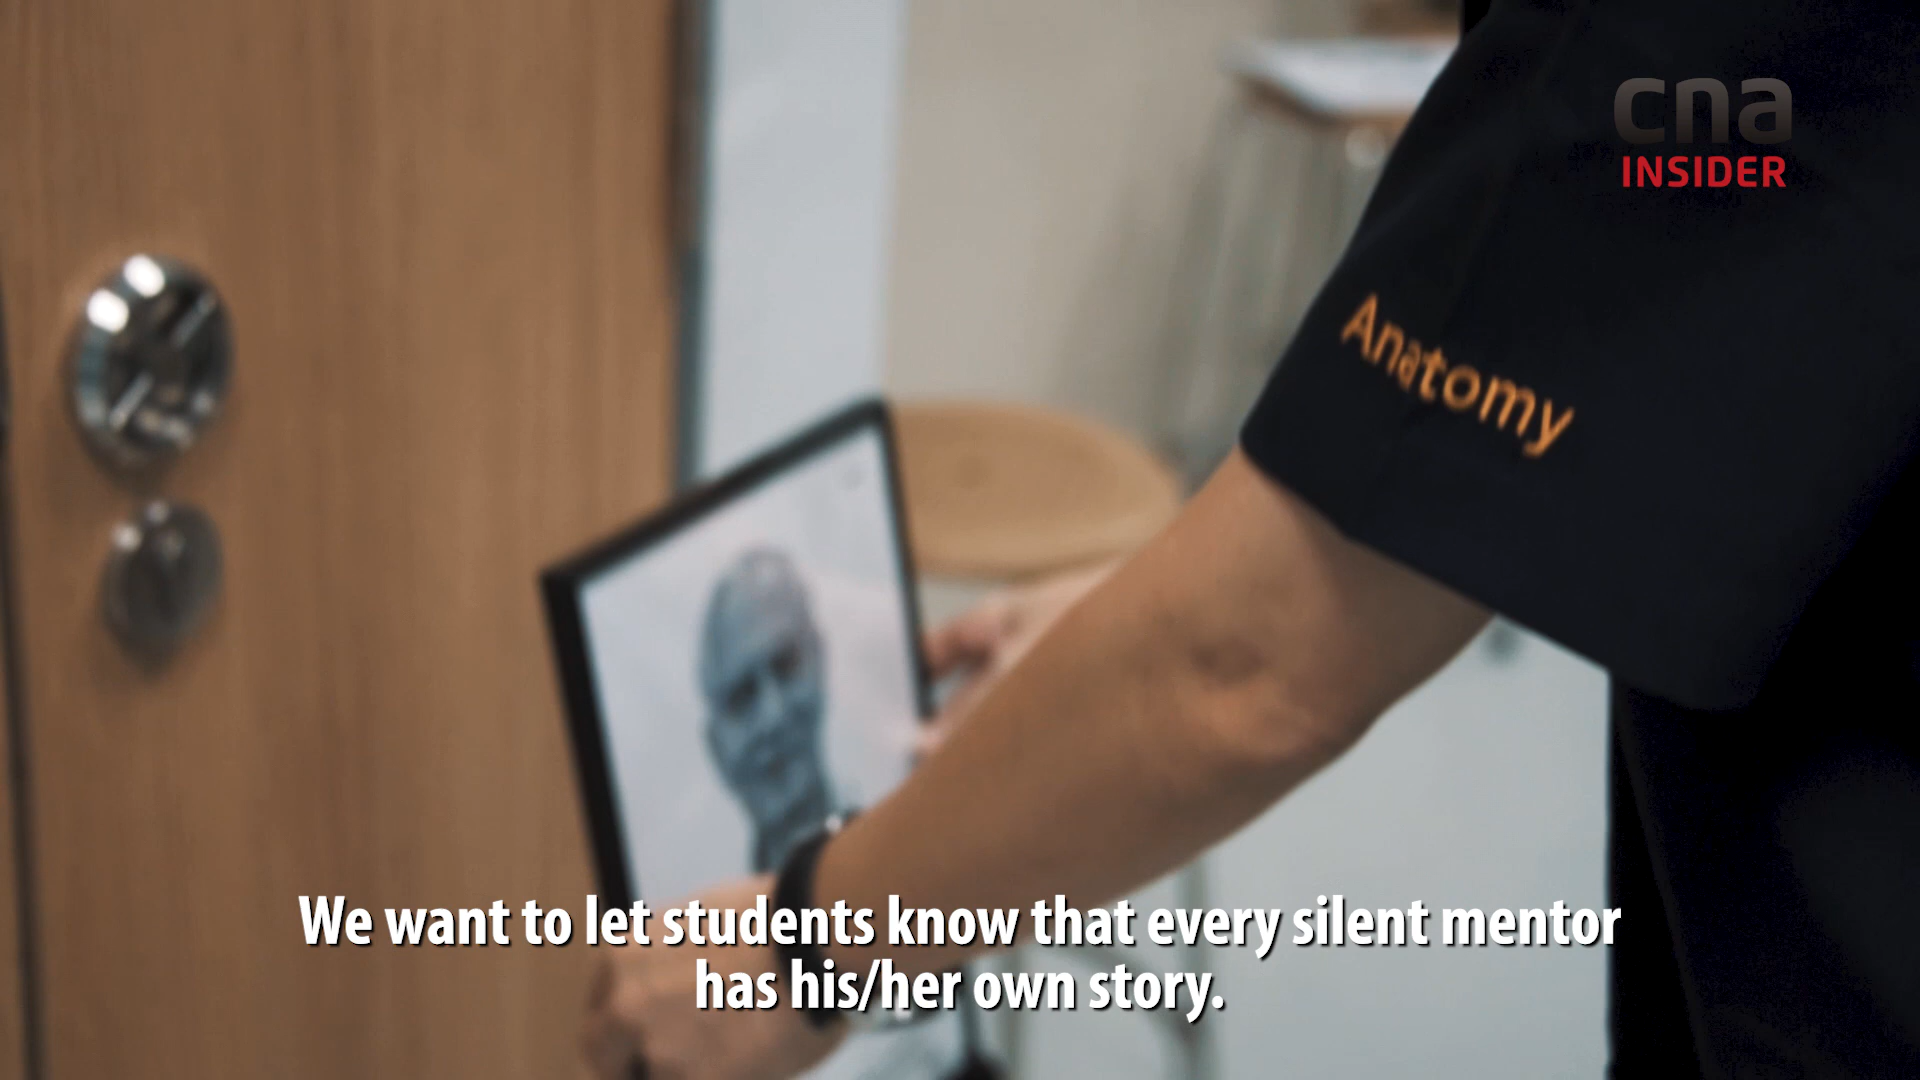 cna
INSIDER
Anatomy
We want to let students know that every silent mentor
has his/her own story.